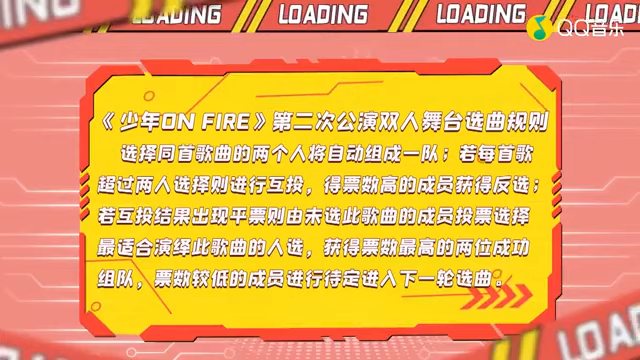 LOADING LOADING LOADING LOADING
QQ音乐
LOADING
《少年ON FIRE》第二次公演双人舞台选曲规则
选择同首歌曲的两个人将自动组成一队；若每首歌
超过两人选择则进行互投，得票数高的成员获得反选；
若互投结果出现平票则由未选此歌曲的成员投票选择
最适合演绎此歌曲的人选，获得票数最高的两位成功
组队，票数较低的成员进行待定进入下一轮选曲。
LOADING LOADING LOADING LOADING